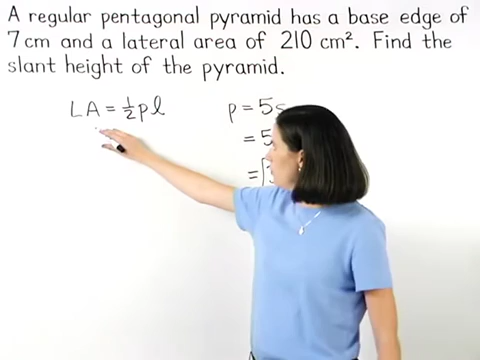 A regular pentagonal pyramid has a base edge of
7 cm and a lateral area of 210 cm². Find the
slant height of the pyramid.
LA = ½pl
p = 5s
= 5
=